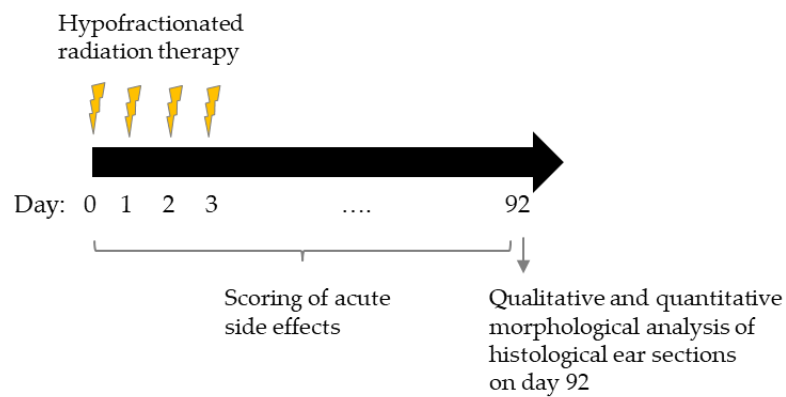 Hypofractionated
radiation therapy
Day: 0 1 2 3 .... 92
Scoring of acute
side effects
Qualitative and quantitative
morphological analysis of
histological ear sections
on day 92